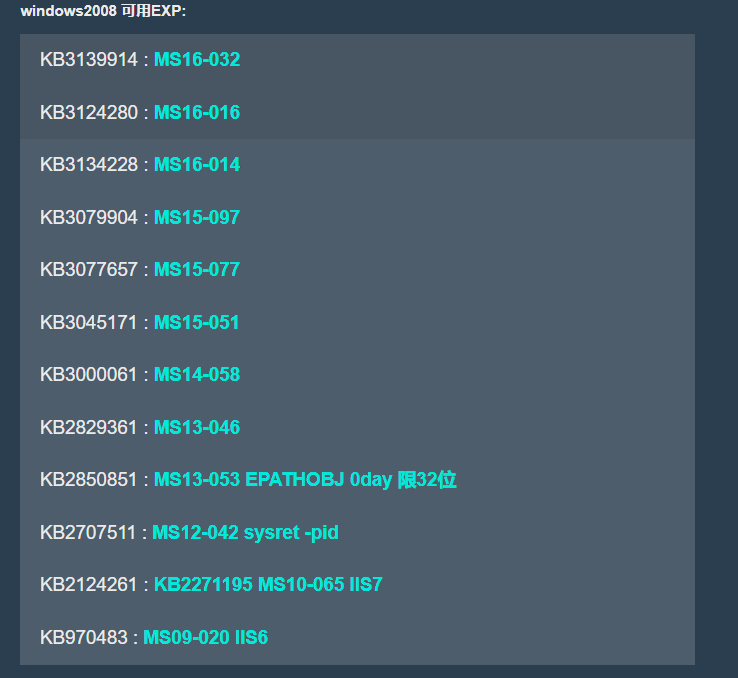 windows2008 可用EXP:
KB3139914 : MS16-032
KB3124280 : MS16-016
KB3134228 : MS16-014
KB3079904 : MS15-097
KB3077657 : MS15-077
KB3045171 : MS15-051
KB3000061 : MS14-058
KB2829361 : MS13-046
KB2850851 : MS13-053 EPATHOBJ 0day 限32位
KB2707511 : MS12-042 sysret -pid
KB2124261 : KB2271195 MS10-065 IIS7
KB970483 : MS09-020 IIS6